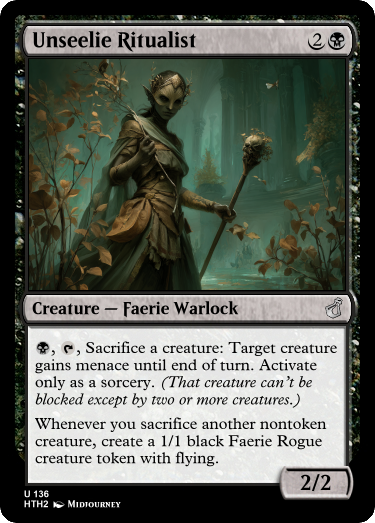 Unseelie Ritualist 2
Creature — Faerie Warlock
, , Sacrifice a creature: Target creature
gains menace until end of turn. Activate
only as a sorcery. (That creature can't be
blocked except by two or more creatures.)
Whenever you sacrifice another nontoken
creature, create a 1/1 black Faerie Rogue
creature token with flying.
2/2
U 136
HTH2 Midjourney